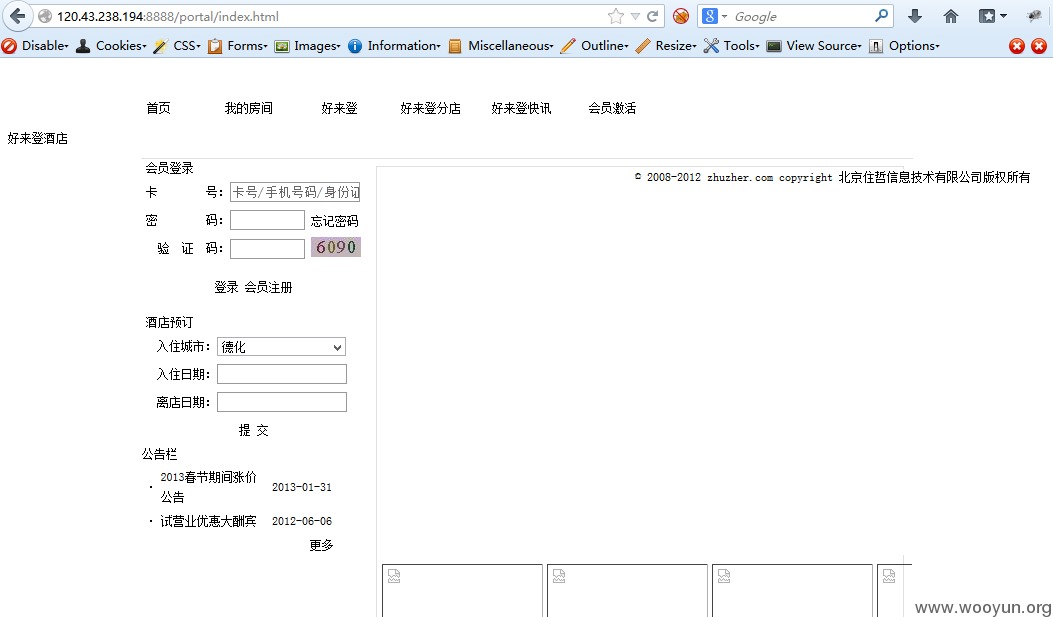 120.43.238.194:8888/portal/index.html
Google
Disable Cookies CSS Forms Images Information Miscellaneous Outline Resize Tools View Source Options
首页 我的房间 好来登 好来登分店 好来登快讯 会员激活
好来登酒店
会员登录
© 2008-2012 zhuzher.com copyright 北京住哲信息技术有限公司版权所有
卡 号: 卡号/手机号码/身份证
密 码: 忘记密码
验 证 码: 6090
登录 会员注册
酒店预订
入住城市: 德化
入住日期:
离店日期:
提 交
公告栏
· 2013春节期间涨价公告 2013-01-31
· 试营业优惠大酬宾 2012-06-06
更多
www.wooyun.org